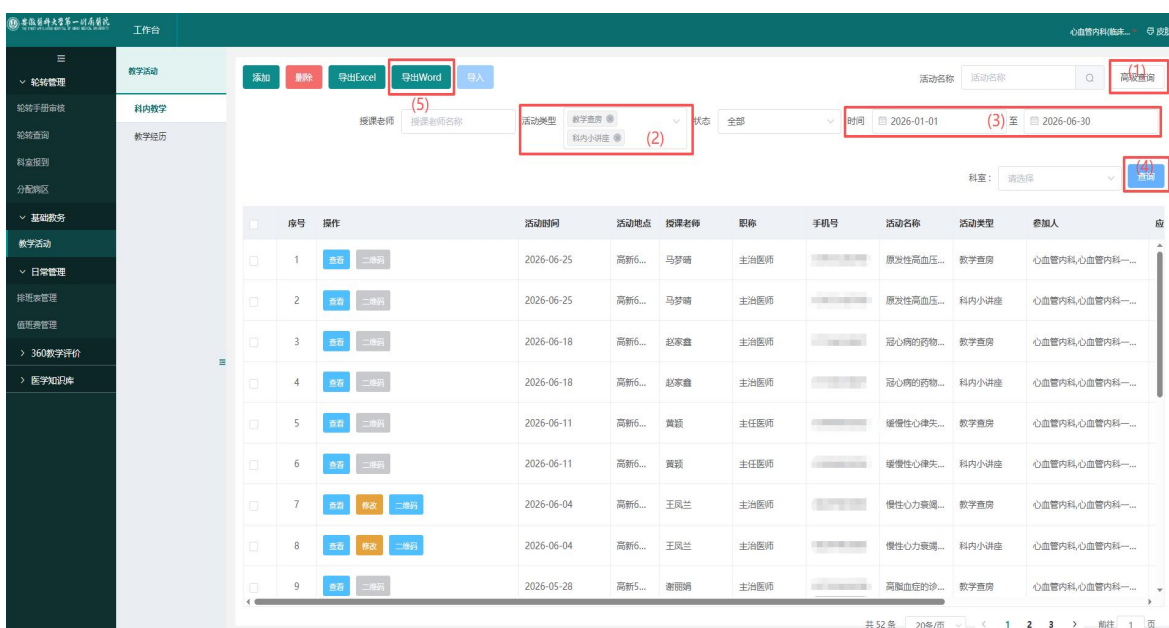 安徽医科大学第一附属医院
工作台
心血管内科(临床...
轮转管理
轮转手册审核
轮转查询
科室报到
分配病区
基础教务
教学活动
日常管理
排班表管理
值班费管理
360教学评价
医学知识库
教学活动
科内教学
教学经历
添加 删除 导出Excel 导出Word 导入
活动名称 活动名称 高级查询 (1)
(5)
授课老师 授课老师名称 活动类型 教学查房 科内小讲座 (2) 状态 全部 时间 2026-01-01 (3) 至 2026-06-30
科室： 请选择 查询 (4)
序号 操作 活动时间 活动地点 授课老师 职称 手机号 活动名称 活动类型 参加人 应
1 查看 二维码 2026-06-25 高新6... 马梦晴 主治医师 原发性高血压... 教学查房 心血管内科,心血管内科一...
2 查看 二维码 2026-06-25 高新6... 马梦晴 主治医师 原发性高血压... 科内小讲座 心血管内科,心血管内科一...
3 查看 二维码 2026-06-18 高新6... 赵家鑫 主治医师 冠心病的药物... 教学查房 心血管内科,心血管内科一...
4 查看 二维码 2026-06-18 高新6... 赵家鑫 主治医师 冠心病的药物... 科内小讲座 心血管内科,心血管内科一...
5 查看 二维码 2026-06-11 高新6... 黄颖 主任医师 缓慢性心律失... 教学查房 心血管内科,心血管内科一...
6 查看 二维码 2026-06-11 高新6... 黄颖 主任医师 缓慢性心律失... 科内小讲座 心血管内科,心血管内科一...
7 查看 修改 二维码 2026-06-04 高新6... 王凤兰 主治医师 慢性心力衰竭... 教学查房 心血管内科,心血管内科一...
8 查看 修改 二维码 2026-06-04 高新6... 王凤兰 主治医师 慢性心力衰竭... 科内小讲座 心血管内科,心血管内科一...
9 查看 二维码 2026-05-28 高新5... 谢丽娟 主治医师 高脂血症的诊... 教学查房 心血管内科,心血管内科一...
共 52 条 20条/页 1 2 3 前往 1 页